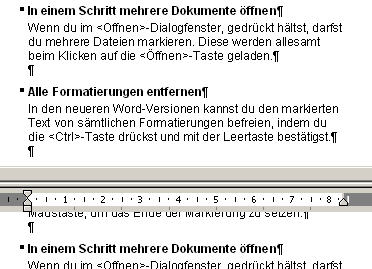 ▪ In einem Schritt mehrere Dokumente öffnen¶
Wenn du im <Öffnen>-Dialogfenster, gedrückt hältst, darfst
du mehrere Dateien markieren. Diese werden allesamt
beim Klicken auf die <Öffnen>-Taste geladen.¶
¶
▪ Alle Formatierungen entfernen¶
In den neueren Word-Versionen kannst du den markierten
Text von sämtlichen Formatierungen befreien, indem du
die <Ctrl>-Taste drückst und mit der Leertaste bestätigst.¶
¶
1 2 3 4 5 6 7 8
Maustaste, um das Ende der Markierung zu setzen.¶
¶
▪ In einem Schritt mehrere Dokumente öffnen¶
Wenn du im <Öffnen>-Dialogfenster, gedrückt hältst, darfst